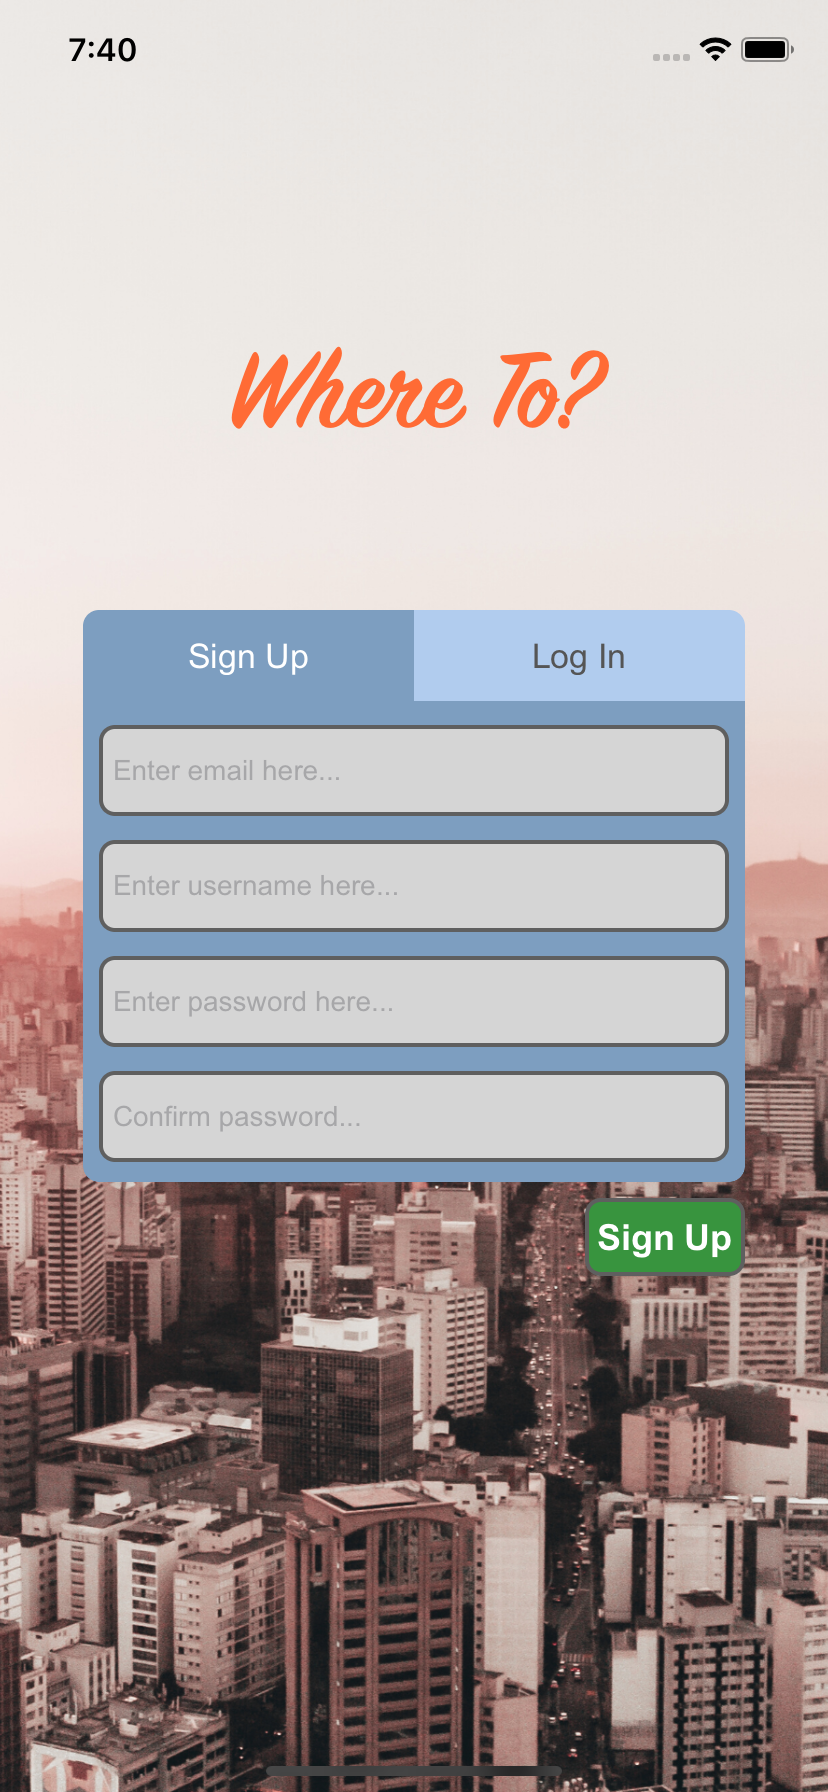 7:40
Where To?
Sign Up
Log In
Enter email here...
Enter username here...
Enter password here...
Confirm password...
Sign Up